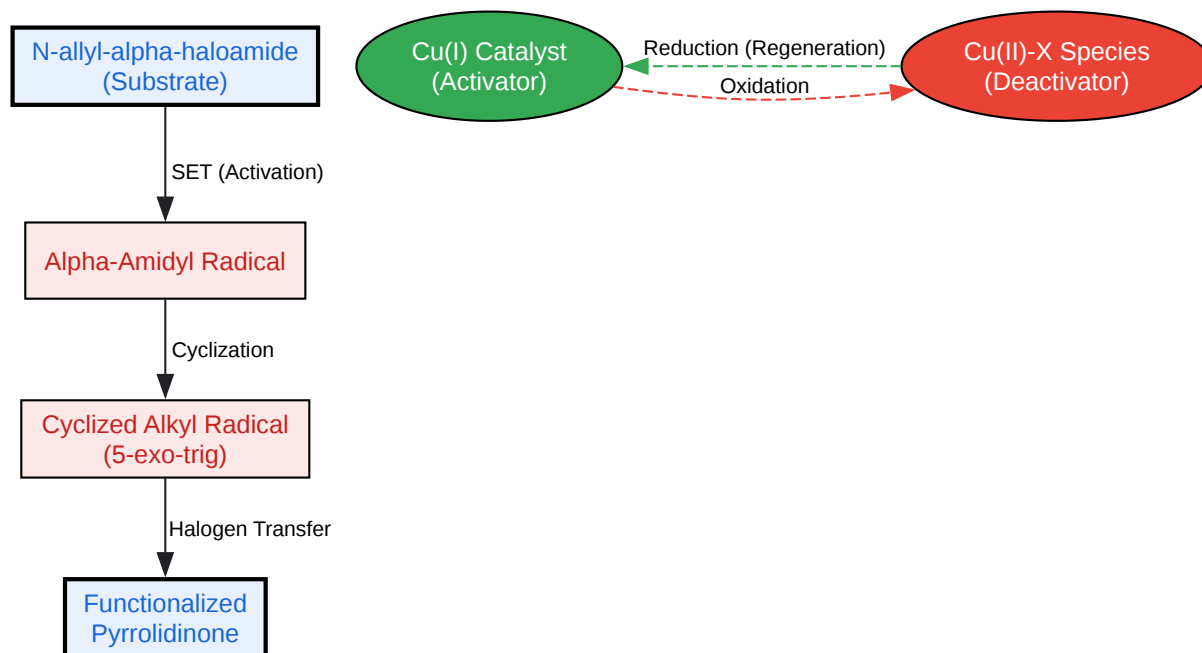 N-allyl-alpha-haloamide
(Substrate)
Cu(I) Catalyst
(Activator)
Reduction (Regeneration)
Oxidation
Cu(II)-X Species
(Deactivator)
SET (Activation)
Alpha-Amidyl Radical
Cyclization
Cyclized Alkyl Radical
(5-exo-trig)
Halogen Transfer
Functionalized
Pyrrolidinone